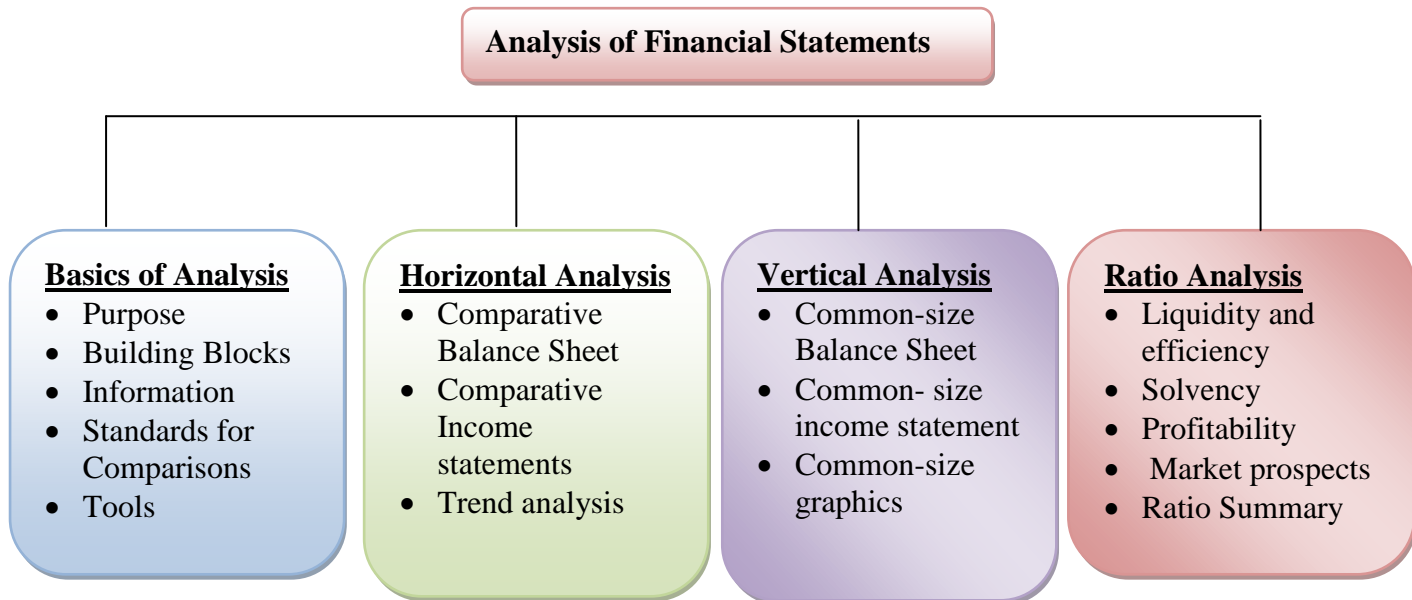 Analysis of Financial Statements
Basics of Analysis
• Purpose
• Building Blocks
• Information
• Standards for
Comparisons
• Tools
Horizontal Analysis
• Comparative
Balance Sheet
• Comparative
Income
statements
• Trend analysis
Vertical Analysis
• Common-size
Balance Sheet
• Common- size
income statement
• Common-size
graphics
Ratio Analysis
• Liquidity and
efficiency
• Solvency
• Profitability
• Market prospects
• Ratio Summary